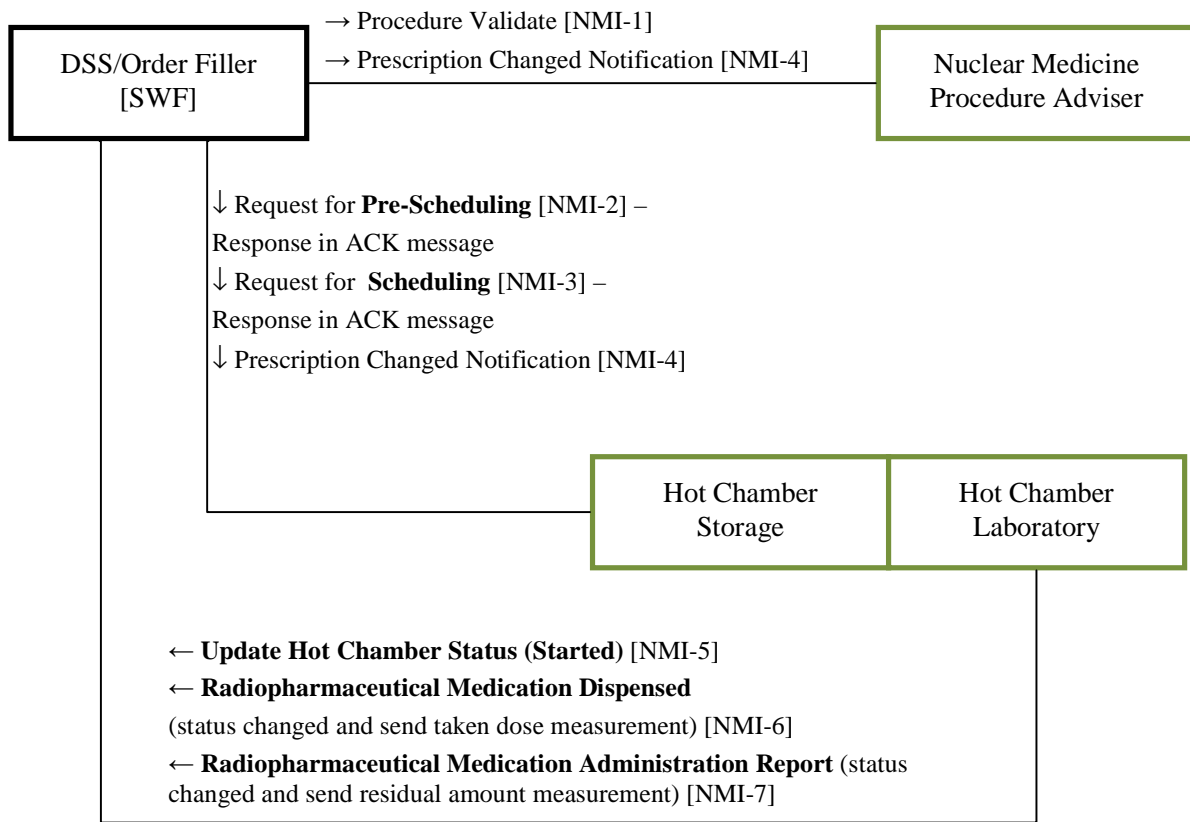 → Procedure Validate [NMI-1]
→ Prescription Changed Notification [NMI-4]
DSS/Order Filler
[SWF]
Nuclear Medicine
Procedure Adviser
↓ Request for Pre-Scheduling [NMI-2] –
Response in ACK message
↓ Request for Scheduling [NMI-3] –
Response in ACK message
↓ Prescription Changed Notification [NMI-4]
Hot Chamber
Storage
Hot Chamber
Laboratory
← Update Hot Chamber Status (Started) [NMI-5]
← Radiopharmaceutical Medication Dispensed
(status changed and send taken dose measurement) [NMI-6]
← Radiopharmaceutical Medication Administration Report (status
changed and send residual amount measurement) [NMI-7]